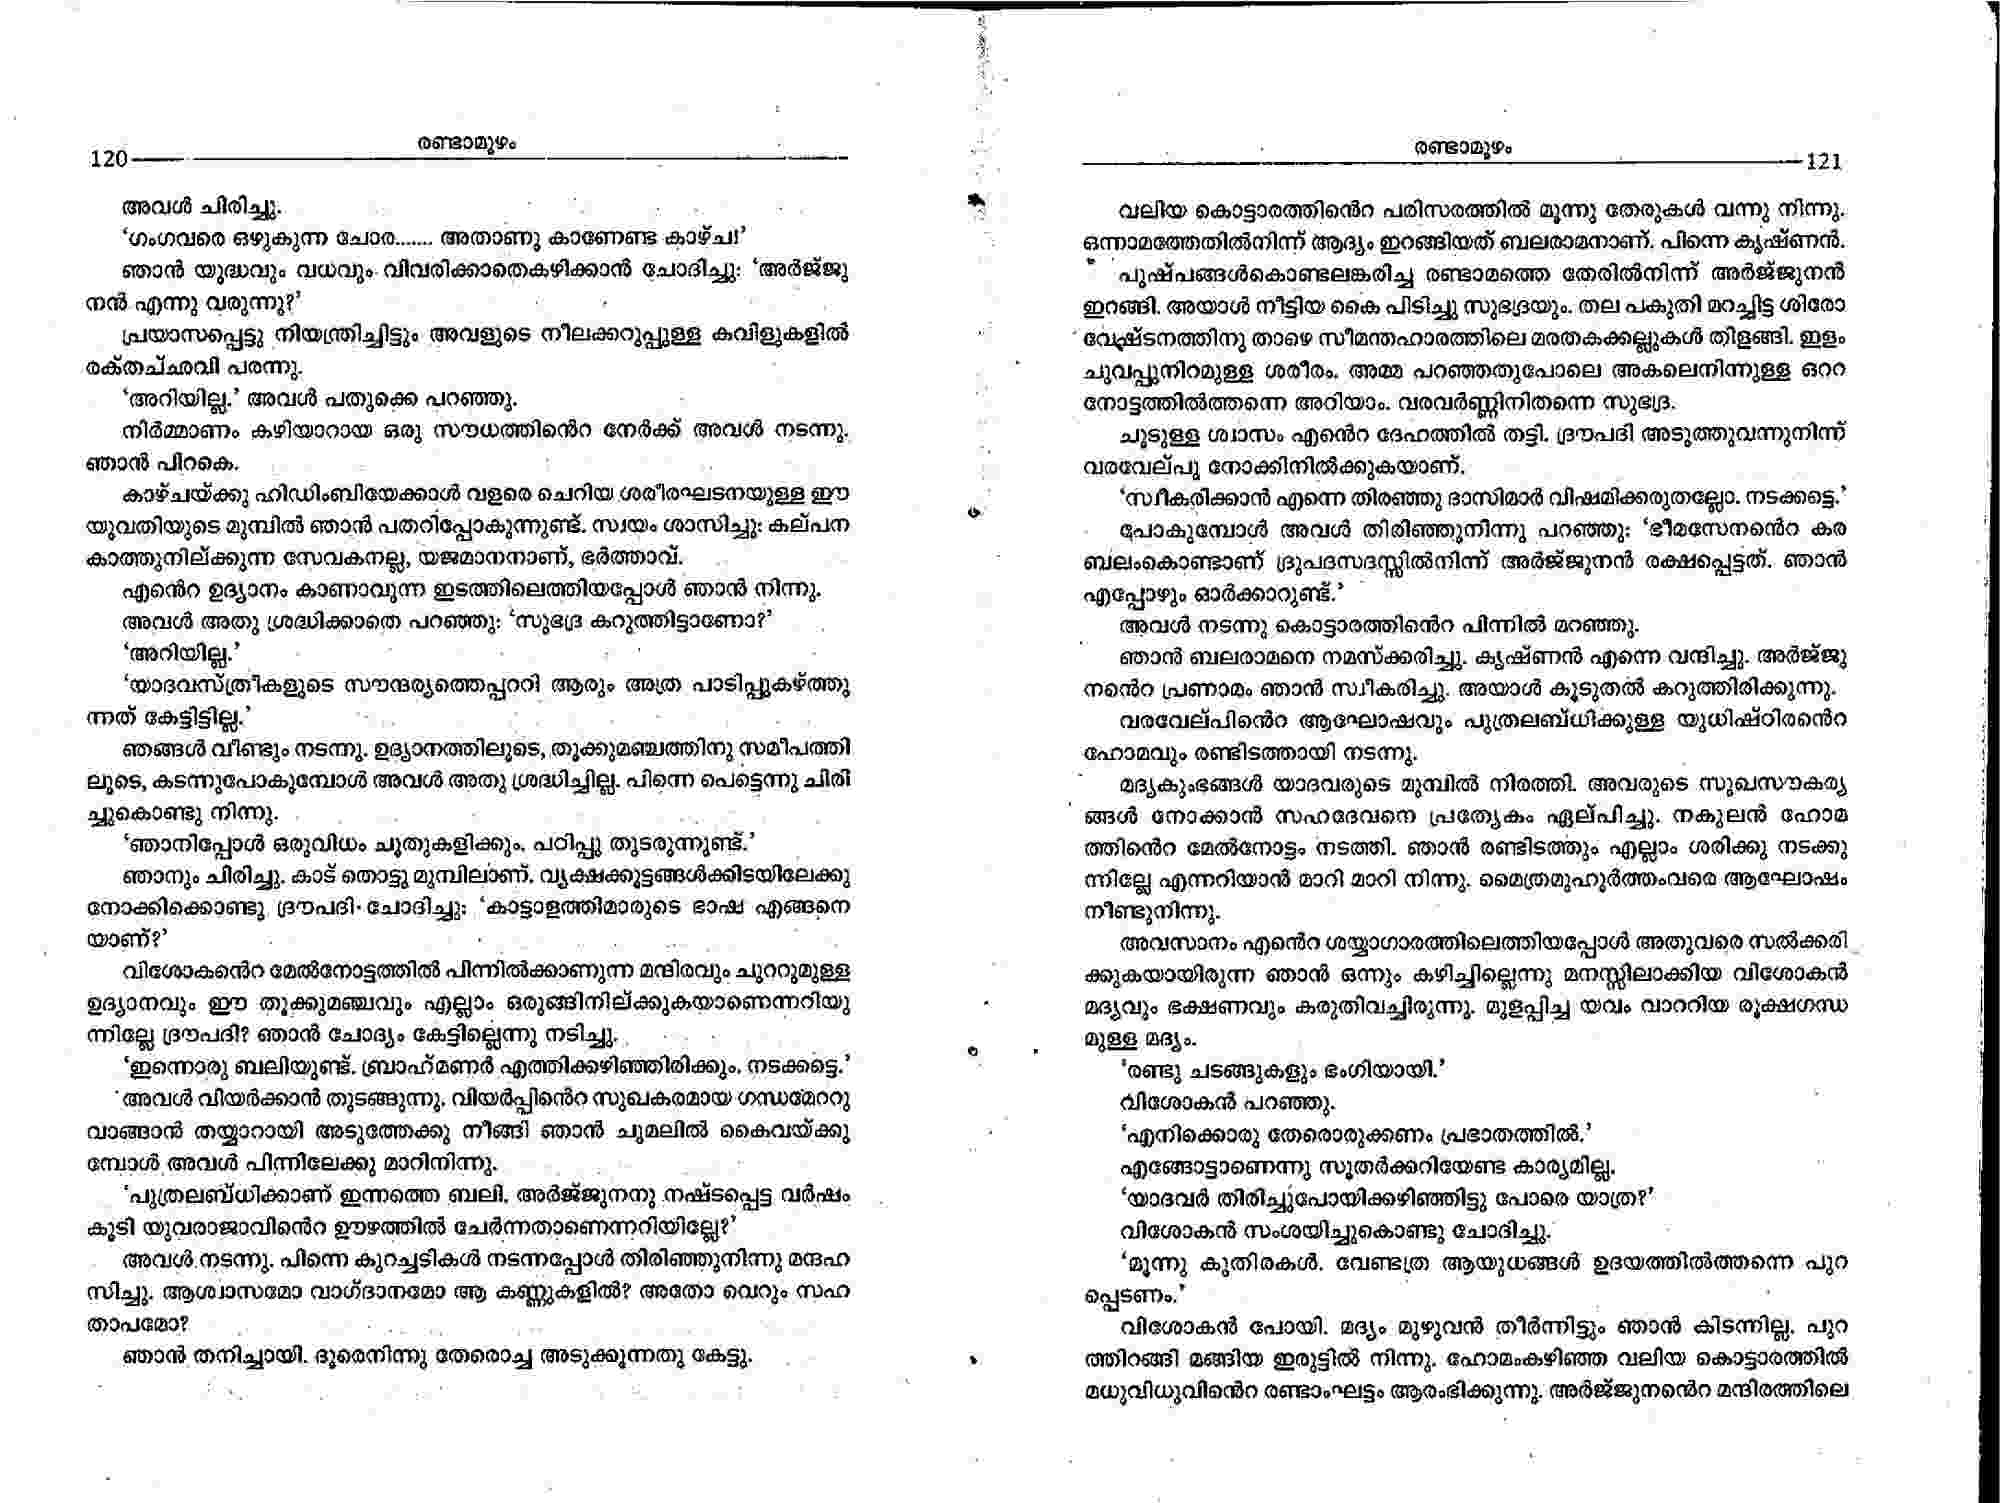 120
രണ്ടാമൂഴം
അവൾ ചിരിച്ചു.
‘ഗംഗവരെ ഒഴുകുന്ന ചോര....... അതാണു കാണേണ്ട കാഴ്ച!’
ഞാൻ യുദ്ധവും വധവും വിവരിക്കാതെകഴിക്കാൻ ചോദിച്ചു: ‘അർജ്ജു
നൻ എന്നു വരുന്നു?’
പ്രയാസപ്പെട്ടു നിയന്ത്രിച്ചിട്ടും അവളുടെ നീലക്കറുപ്പുള്ള കവിളുകളിൽ
രക്തച്ഛവി പരന്നു.
‘അറിയില്ല.’ അവൾ പതുക്കെ പറഞ്ഞു.
നിർമ്മാണം കഴിയാറായ ഒരു സൗധത്തിൻെറ നേർക്ക് അവൾ നടന്നു.
ഞാൻ പിറകെ.
കാഴ്ചയ്ക്കു ഹിഡിംബിയേക്കാൾ വളരെ ചെറിയ ശരീരഘടനയുള്ള ഈ
യുവതിയുടെ മുമ്പിൽ ഞാൻ പതറിപ്പോകുന്നുണ്ട്. സ്വയം ശാസിച്ചു: കല്പന
കാത്തുനില്ക്കുന്ന സേവകനല്ല, യജമാനനാണ്, ഭർത്താവ്.
എൻെറ ഉദ്യാനം കാണാവുന്ന ഇടത്തിലെത്തിയപ്പോൾ ഞാൻ നിന്നു.
അവൾ അതു ശ്രദ്ധിക്കാതെ പറഞ്ഞു: ‘സുഭദ്ര കറുത്തിട്ടാണോ?’
‘അറിയില്ല.’
‘യാദവസ്ത്രീകളുടെ സൗന്ദര്യത്തെപ്പററി ആരും അത്ര പാടിപ്പുകഴ്ത്തു
ന്നത് കേട്ടിട്ടില്ല.’
ഞങ്ങൾ വീണ്ടും നടന്നു. ഉദ്യാനത്തിലൂടെ, തൂക്കുമഞ്ചത്തിനു സമീപത്തി
ലൂടെ, കടന്നുപോകുമ്പോൾ അവൾ അതു ശ്രദ്ധിച്ചില്ല. പിന്നെ പെട്ടെന്നു ചിരി
ച്ചുകൊണ്ടു നിന്നു.
‘ഞാനിപ്പോൾ ഒരുവിധം ചൂതുകളിക്കും. പഠിപ്പു തുടരുന്നുണ്ട്.’
ഞാനും ചിരിച്ചു. കാട് തൊട്ടു മുമ്പിലാണ്. വൃക്ഷക്കൂട്ടങ്ങൾക്കിടയിലേക്കു
നോക്കിക്കൊണ്ടു ദ്രൗപദി ചോദിച്ചു: ‘കാട്ടാളത്തിമാരുടെ ഭാഷ എങ്ങനെ
യാണ്?’
വിശോകൻെറ മേൽനോട്ടത്തിൽ പിന്നിൽക്കാണുന്ന മന്ദിരവും ചുററുമുള്ള
ഉദ്യാനവും ഈ തൂക്കുമഞ്ചവും എല്ലാം ഒരുങ്ങിനില്ക്കുകയാണെന്നറിയു
ന്നില്ലേ ദ്രൗപദി? ഞാൻ ചോദ്യം കേട്ടില്ലെന്നു നടിച്ചു.
‘ഇന്നൊരു ബലിയുണ്ട്. ബ്രാഹ്മണർ എത്തിക്കഴിഞ്ഞിരിക്കും. നടക്കട്ടെ.’
അവൾ വിയർക്കാൻ തുടങ്ങുന്നു. വിയർപ്പിൻെറ സുഖകരമായ ഗന്ധമേററു
വാങ്ങാൻ തയ്യാറായി അടുത്തേക്കു നീങ്ങി ഞാൻ ചുമലിൽ കൈവയ്ക്കു
മ്പോൾ അവൾ പിന്നിലേക്കു മാറിനിന്നു.
‘പുത്രലബ്ധിക്കാണ് ഇന്നത്തെ ബലി. അർജ്ജുനനു നഷ്ടപ്പെട്ട വർഷം
കൂടി യുവരാജാവിൻെറ ഊഴത്തിൽ ചേർന്നതാണെന്നറിയില്ലേ?’
അവൾ നടന്നു. പിന്നെ കുറച്ചടികൾ നടന്നപ്പോൾ തിരിഞ്ഞുനിന്നു മന്ദഹ
സിച്ചു. ആശ്വാസമോ വാഗ്ദാനമോ ആ കണ്ണുകളിൽ? അതോ വെറും സഹ
താപമോ?
ഞാൻ തനിച്ചായി. ദൂരെനിന്നു തേരൊച്ച അടുക്കുന്നതു കേട്ടു.
രണ്ടാമൂഴം
121
വലിയ കൊട്ടാരത്തിൻെറ പരിസരത്തിൽ മൂന്നു തേരുകൾ വന്നു നിന്നു.
ഒന്നാമത്തേതിൽനിന്ന് ആദ്യം ഇറങ്ങിയത് ബലരാമനാണ്. പിന്നെ കൃഷ്ണൻ.
പുഷ്പങ്ങൾകൊണ്ടലങ്കരിച്ച രണ്ടാമത്തെ തേരിൽനിന്ന് അർജ്ജുനൻ
ഇറങ്ങി. അയാൾ നീട്ടിയ കൈ പിടിച്ചു സുഭദ്രയും. തല പകുതി മറച്ചിട്ട ശിരോ
വേഷ്ടനത്തിനു താഴെ സീമന്തഹാരത്തിലെ മരതകക്കല്ലുകൾ തിളങ്ങി. ഇളം
ചുവപ്പുനിറമുള്ള ശരീരം. അമ്മ പറഞ്ഞതുപോലെ അകലെനിന്നുള്ള ഒററ
നോട്ടത്തിൽത്തന്നെ അറിയാം. വരവർണ്ണിനിതന്നെ സുഭദ്ര.
ചൂടുള്ള ശ്വാസം എൻെറ ദേഹത്തിൽ തട്ടി. ദ്രൗപദി അടുത്തുവന്നുനിന്ന്
വരവേല്പു നോക്കിനിൽക്കുകയാണ്.
‘സ്വീകരിക്കാൻ എന്നെ തിരഞ്ഞു ദാസിമാർ വിഷമിക്കരുതല്ലോ. നടക്കട്ടെ.’
പോകുമ്പോൾ അവൾ തിരിഞ്ഞുനിന്നു പറഞ്ഞു: ‘ഭീമസേനൻെറ കര
ബലംകൊണ്ടാണ് ദ്രുപദസദസ്സിൽനിന്ന് അർജ്ജുനൻ രക്ഷപ്പെട്ടത്. ഞാൻ
എപ്പോഴും ഓർക്കാറുണ്ട്.’
അവൾ നടന്നു കൊട്ടാരത്തിൻെറ പിന്നിൽ മറഞ്ഞു.
ഞാൻ ബലരാമനെ നമസ്ക്കരിച്ചു. കൃഷ്ണൻ എന്നെ വന്ദിച്ചു. അർജ്ജു
നൻെറ പ്രണാമം ഞാൻ സ്വീകരിച്ചു. അയാൾ കൂടുതൽ കറുത്തിരിക്കുന്നു.
വരവേല്പിൻെറ ആഘോഷവും പുത്രലബ്ധിക്കുള്ള യുധിഷ്ഠിരൻെറ
ഹോമവും രണ്ടിടത്തായി നടന്നു.
മദ്യകുംഭങ്ങൾ യാദവരുടെ മുമ്പിൽ നിരത്തി. അവരുടെ സുഖസൗകര്യ
ങ്ങൾ നോക്കാൻ സഹദേവനെ പ്രത്യേകം ഏല്പിച്ചു. നകുലൻ ഹോമ
ത്തിൻെറ മേൽനോട്ടം നടത്തി. ഞാൻ രണ്ടിടത്തും എല്ലാം ശരിക്കു നടക്കു
ന്നില്ലേ എന്നറിയാൻ മാറി മാറി നിന്നു. മൈത്രമുഹൂർത്തംവരെ ആഘോഷം
നീണ്ടുനിന്നു.
അവസാനം എൻെറ ശയ്യാഗാരത്തിലെത്തിയപ്പോൾ അതുവരെ സൽക്കരി
ക്കുകയായിരുന്ന ഞാൻ ഒന്നും കഴിച്ചില്ലെന്നു മനസ്സിലാക്കിയ വിശോകൻ
മദ്യവും ഭക്ഷണവും കരുതിവച്ചിരുന്നു. മുളപ്പിച്ച യവം വാററിയ രൂക്ഷഗന്ധ
മുള്ള മദ്യം.
‘രണ്ടു ചടങ്ങുകളും ഭംഗിയായി.’
വിശോകൻ പറഞ്ഞു.
‘എനിക്കൊരു തേരൊരുക്കണം പ്രഭാതത്തിൽ.’
എങ്ങോട്ടാണെന്നു സൂതർക്കറിയേണ്ട കാര്യമില്ല.
‘യാദവർ തിരിച്ചുപോയിക്കഴിഞ്ഞിട്ടു പോരെ യാത്ര?’
വിശോകൻ സംശയിച്ചുകൊണ്ടു ചോദിച്ചു.
‘മൂന്നു കുതിരകൾ. വേണ്ടത്ര ആയുധങ്ങൾ ഉദയത്തിൽത്തന്നെ പുറ
പ്പെടണം.’
വിശോകൻ പോയി. മദ്യം മുഴുവൻ തീർന്നിട്ടും ഞാൻ കിടന്നില്ല. പുറ
ത്തിറങ്ങി മങ്ങിയ ഇരുട്ടിൽ നിന്നു. ഹോമംകഴിഞ്ഞ വലിയ കൊട്ടാരത്തിൽ
മധുവിധുവിൻെറ രണ്ടാംഘട്ടം ആരംഭിക്കുന്നു. അർജ്ജുനൻെറ മന്ദിരത്തിലെ